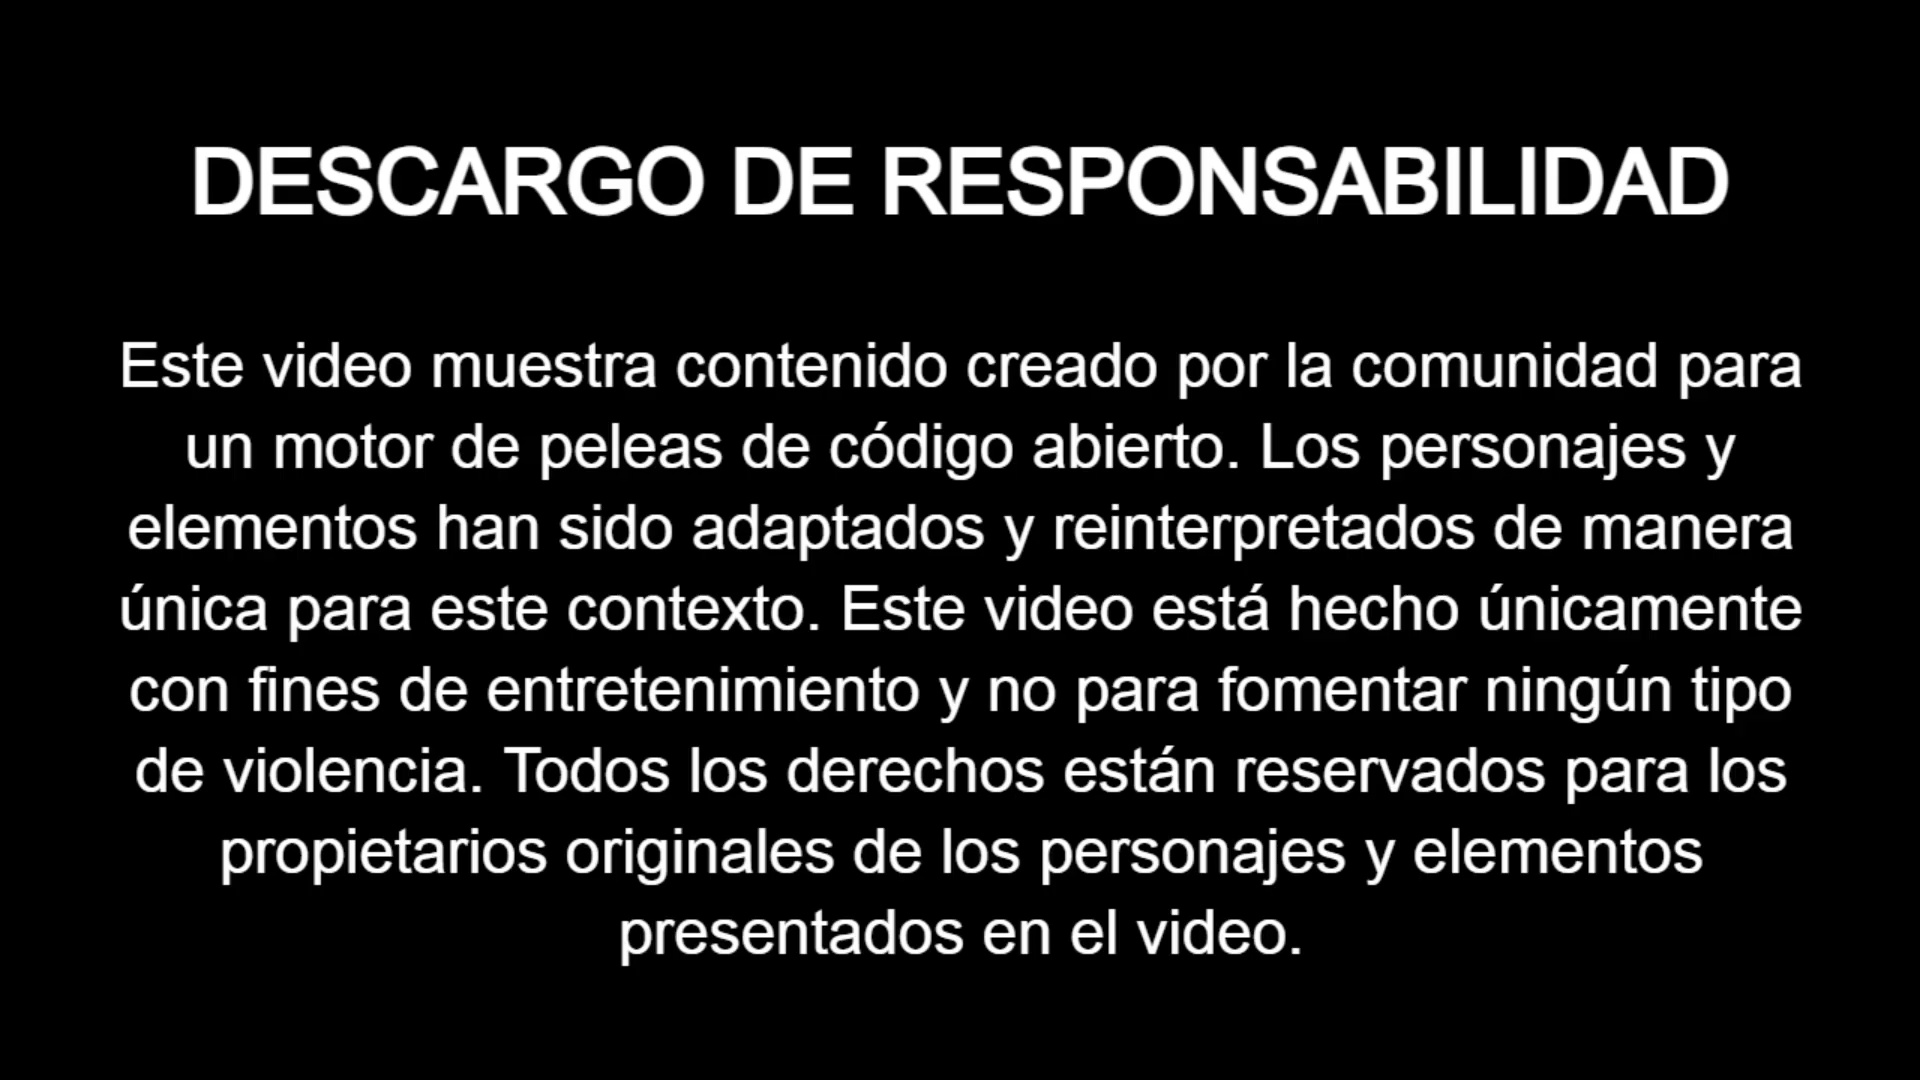 DESCARGO DE RESPONSABILIDAD
Este video muestra contenido creado por la comunidad para
un motor de peleas de código abierto. Los personajes y
elementos han sido adaptados y reinterpretados de manera
única para este contexto. Este video está hecho únicamente
con fines de entretenimiento y no para fomentar ningún tipo
de violencia. Todos los derechos están reservados para los
propietarios originales de los personajes y elementos
presentados en el video.